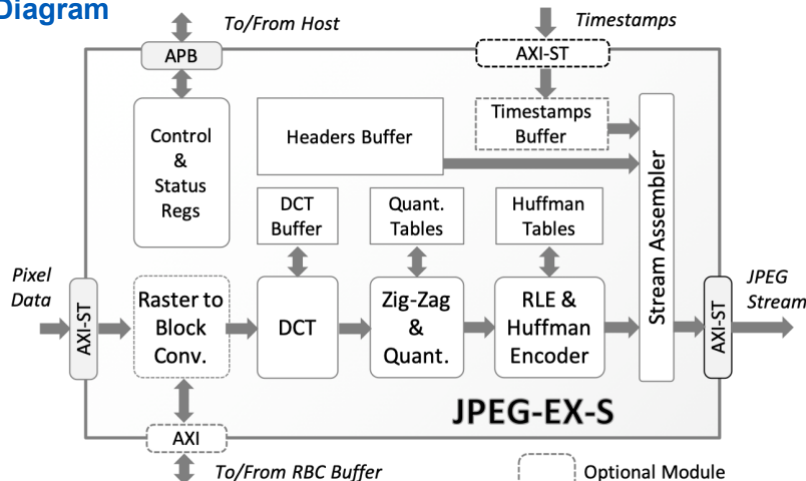 Diagram
To/From Host
Timestamps
APB
AXI-ST
Control
&
Status
Regs
Headers Buffer
Timestamps
Buffer
DCT
Buffer
Quant.
Tables
Huffman
Tables
Stream Assembler
Pixel
Data
AXI-ST
Raster to
Block
Conv.
DCT
Zig-Zag
&
Quant.
RLE &
Huffman
Encoder
AXI-ST
JPEG
Stream
JPEG-EX-S
AXI
To/From RBC Buffer
Optional Module